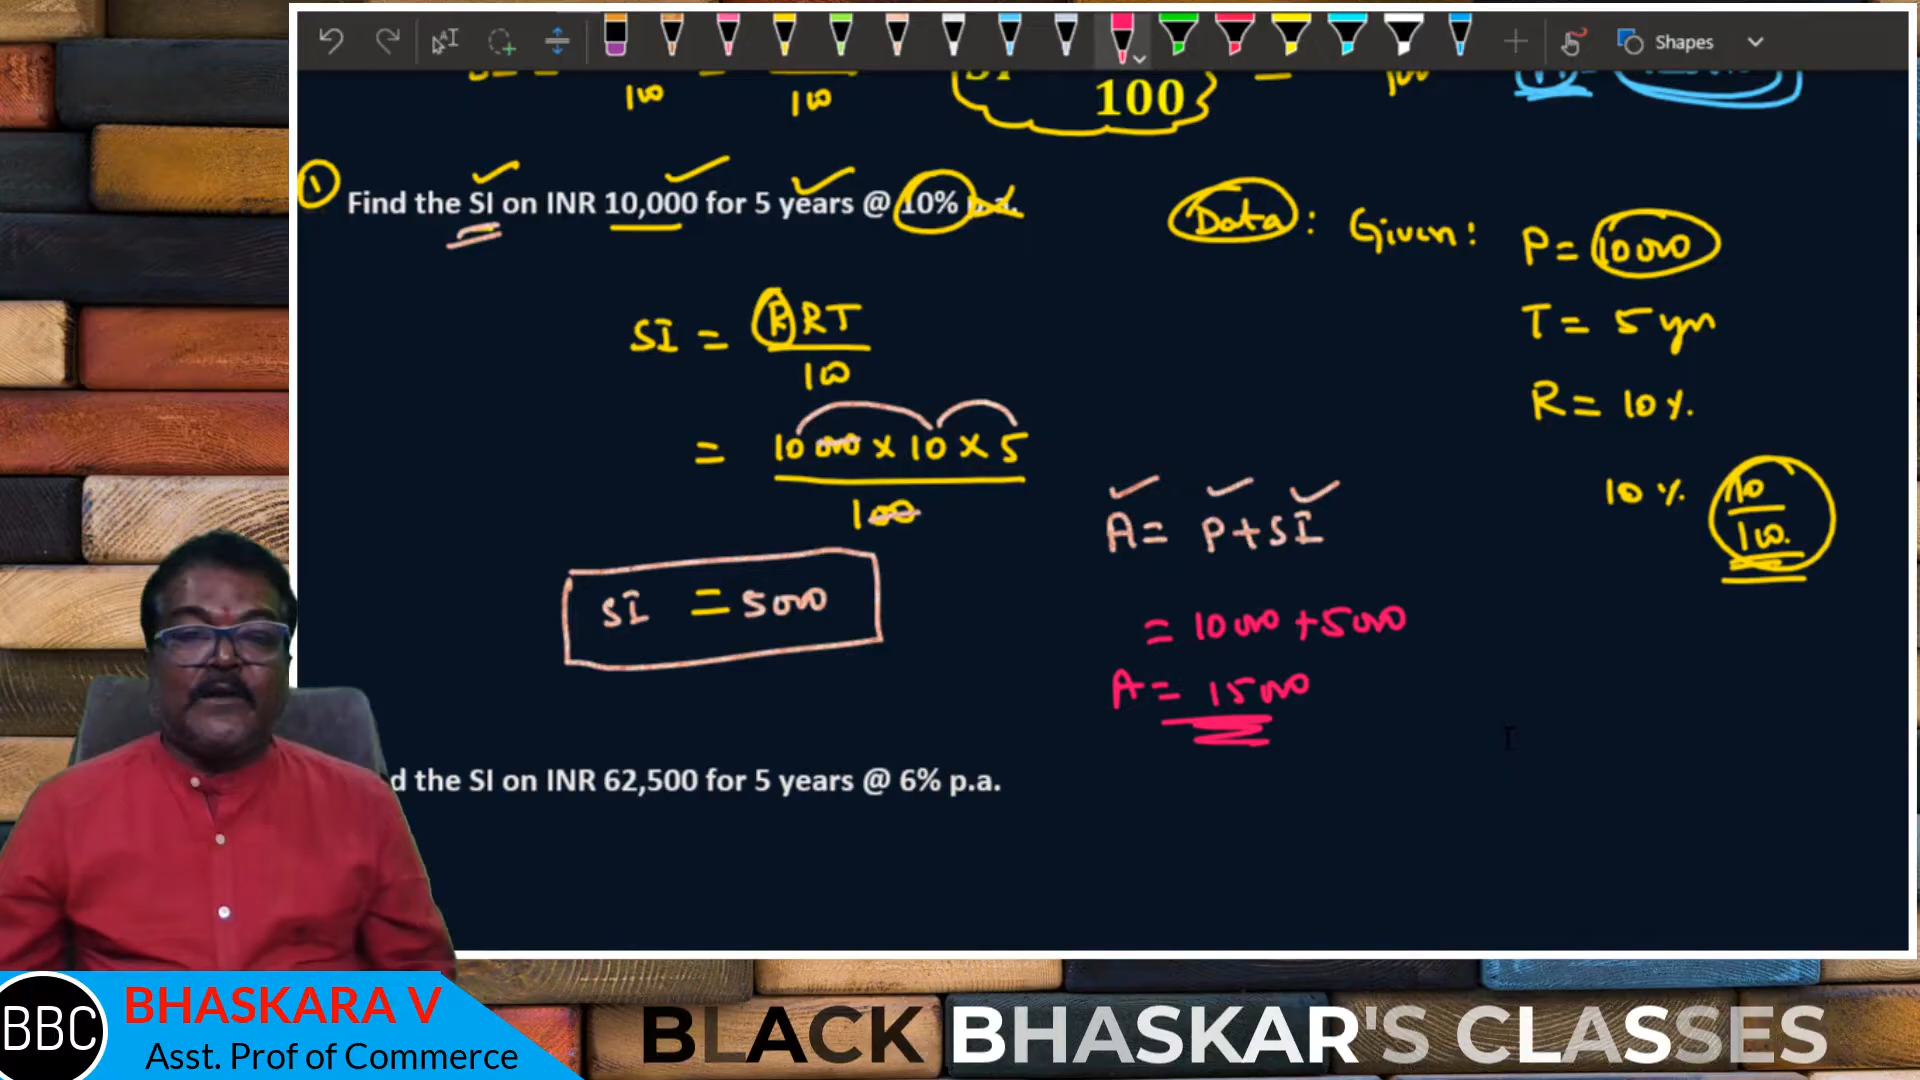 Shapes
100 100 100 100
① Find the SI on INR 10,000 for 5 years @ 10% p.a.
Data : Given : P = 10000
SI = PRT / 100
T = 5 yrs
R = 10%
= 10000 × 10 × 5 / 100
10% 10/100
A = P + SI
SI = 5000
= 10000 + 5000
A = 15000
d the SI on INR 62,500 for 5 years @ 6% p.a.
BBC
BHASKARA V
Asst. Prof of Commerce
BLACK BHASKAR'S CLASSES